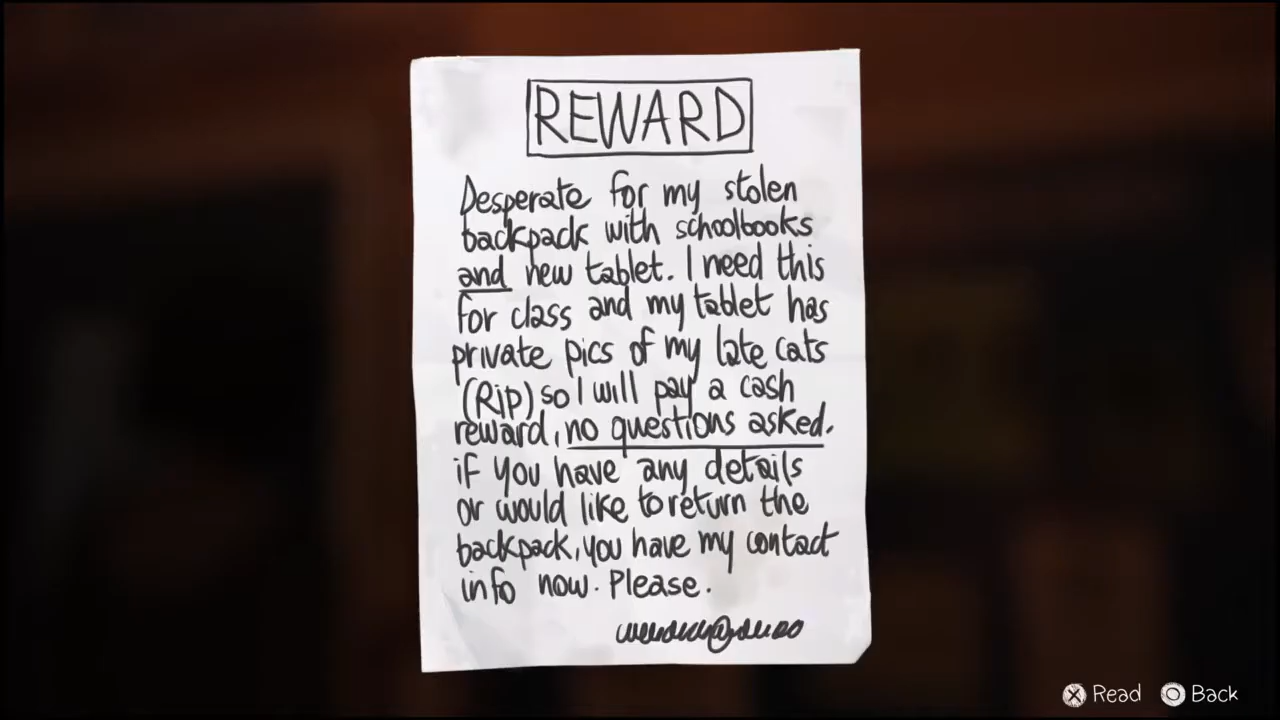 REWARD
Desperate for my stolen
backpack with schoolbooks
and new tablet. I need this
for class and my tablet has
private pics of my late cats
(RIP) so I will pay a cash
reward, no questions asked.
if you have any details
or would like to return the
backpack, you have my contact
info now. Please.
Read
Back